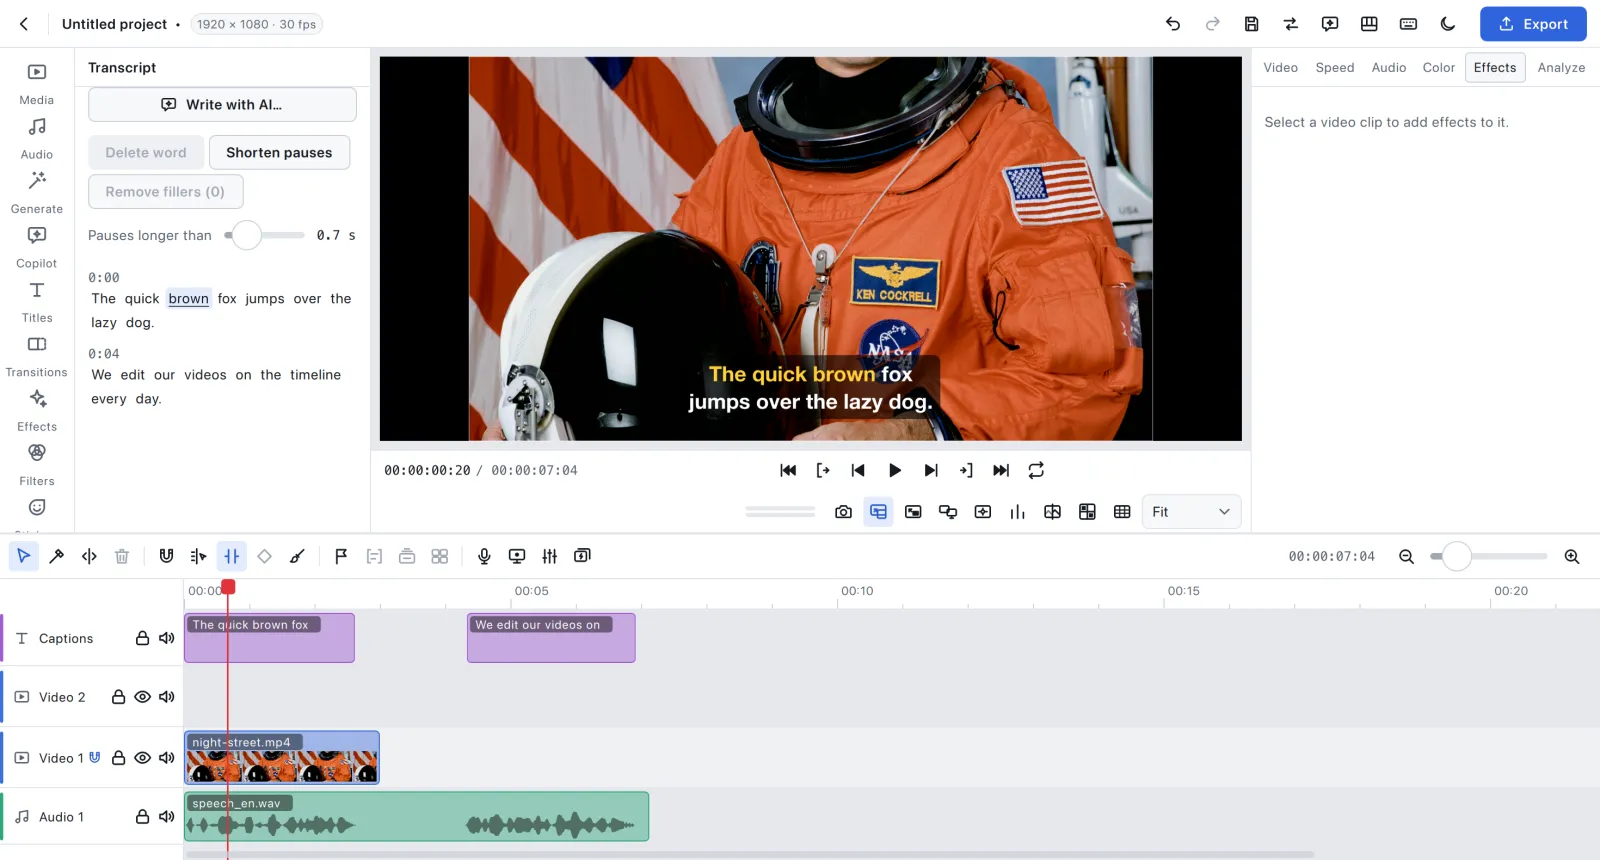 Untitled project •
1920 × 1080 · 30 fps
Export
Media
Audio
Generate
Copilot
Titles
Transitions
Effects
Filters
Transcript
Write with AI...
Delete word
Shorten pauses
Remove fillers (0)
Pauses longer than
0.7 s
0:00
The quick brown fox jumps over the
lazy dog.
0:04
We edit our videos on the timeline
every day.
USA
KEN COCKRELL
NASA
The quick brown fox
jumps over the lazy dog.
00:00:00:20 / 00:00:07:04
Fit
Video
Speed
Audio
Color
Effects
Analyze
Select a video clip to add effects to it.
00:00:07:04
00:00
00:05
00:10
00:15
00:20
Captions
The quick brown fox
We edit our videos on
Video 2
Video 1
night-street.mp4
Audio 1
speech_en.wav